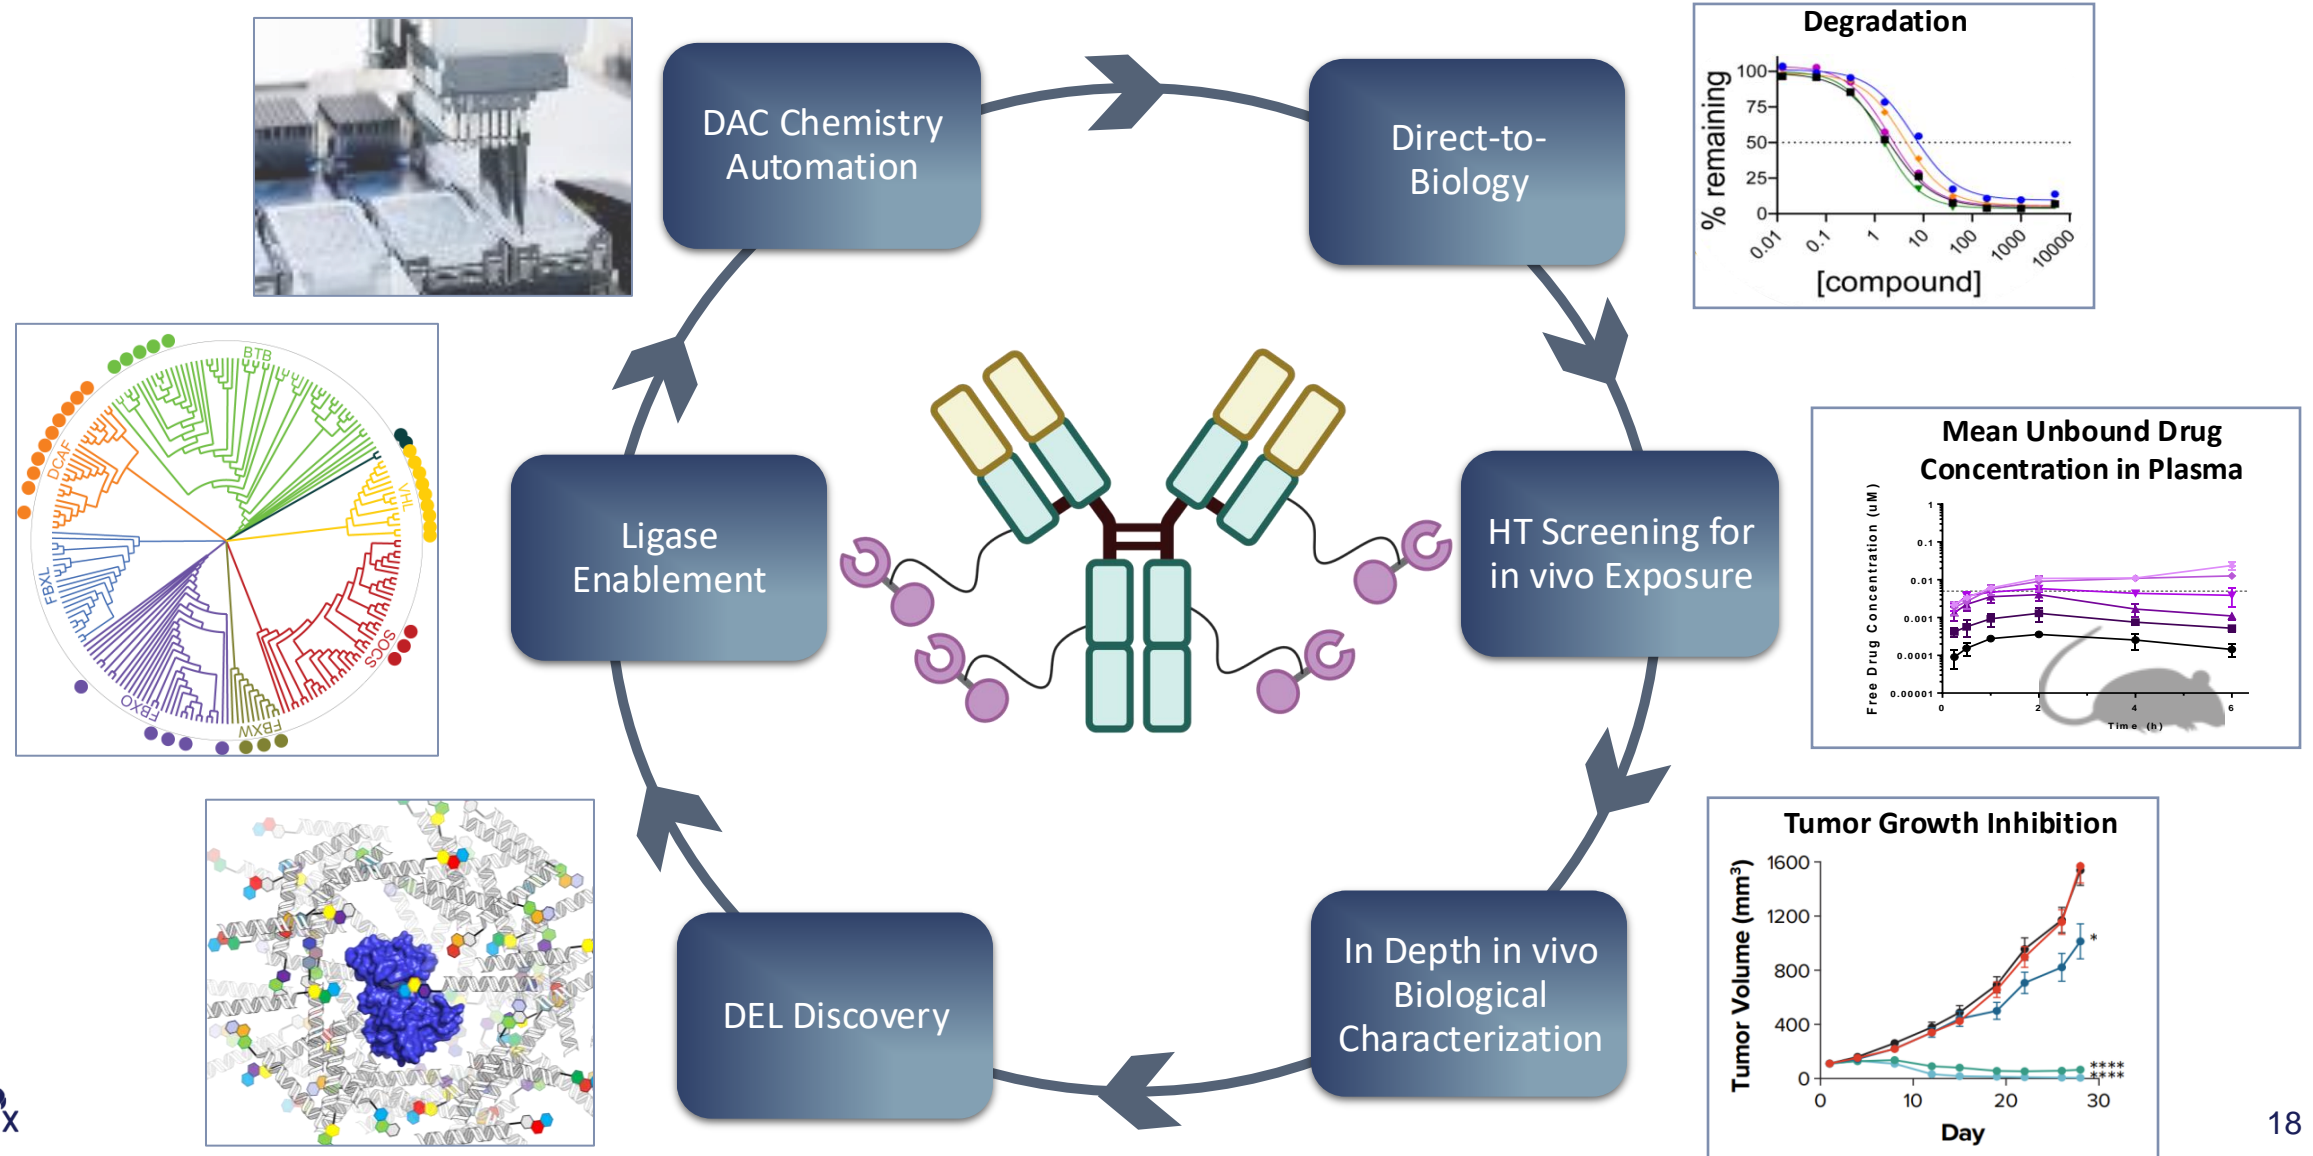 DAC Chemistry
Automation
Direct-to-
Biology
HT Screening for
in vivo Exposure
In Depth in vivo
Biological
Characterization
DEL Discovery
Ligase
Enablement
BTB
VHL
SOCS
FBXW
FBXO
FBXL
DCAF
Degradation
% remaining
100
75
50
25
0
0.01
0.1
1
10
100
1000
10000
[compound]
Mean Unbound Drug
Concentration in Plasma
Free Drug Concentration (uM)
1
0.1
0.01
0.001
0.0001
0.00001
0
2
4
6
Time (h)
Tumor Growth Inhibition
Tumor Volume (mm³)
1600
1200
800
400
0
*
****
****
0
10
20
30
Day
x
18